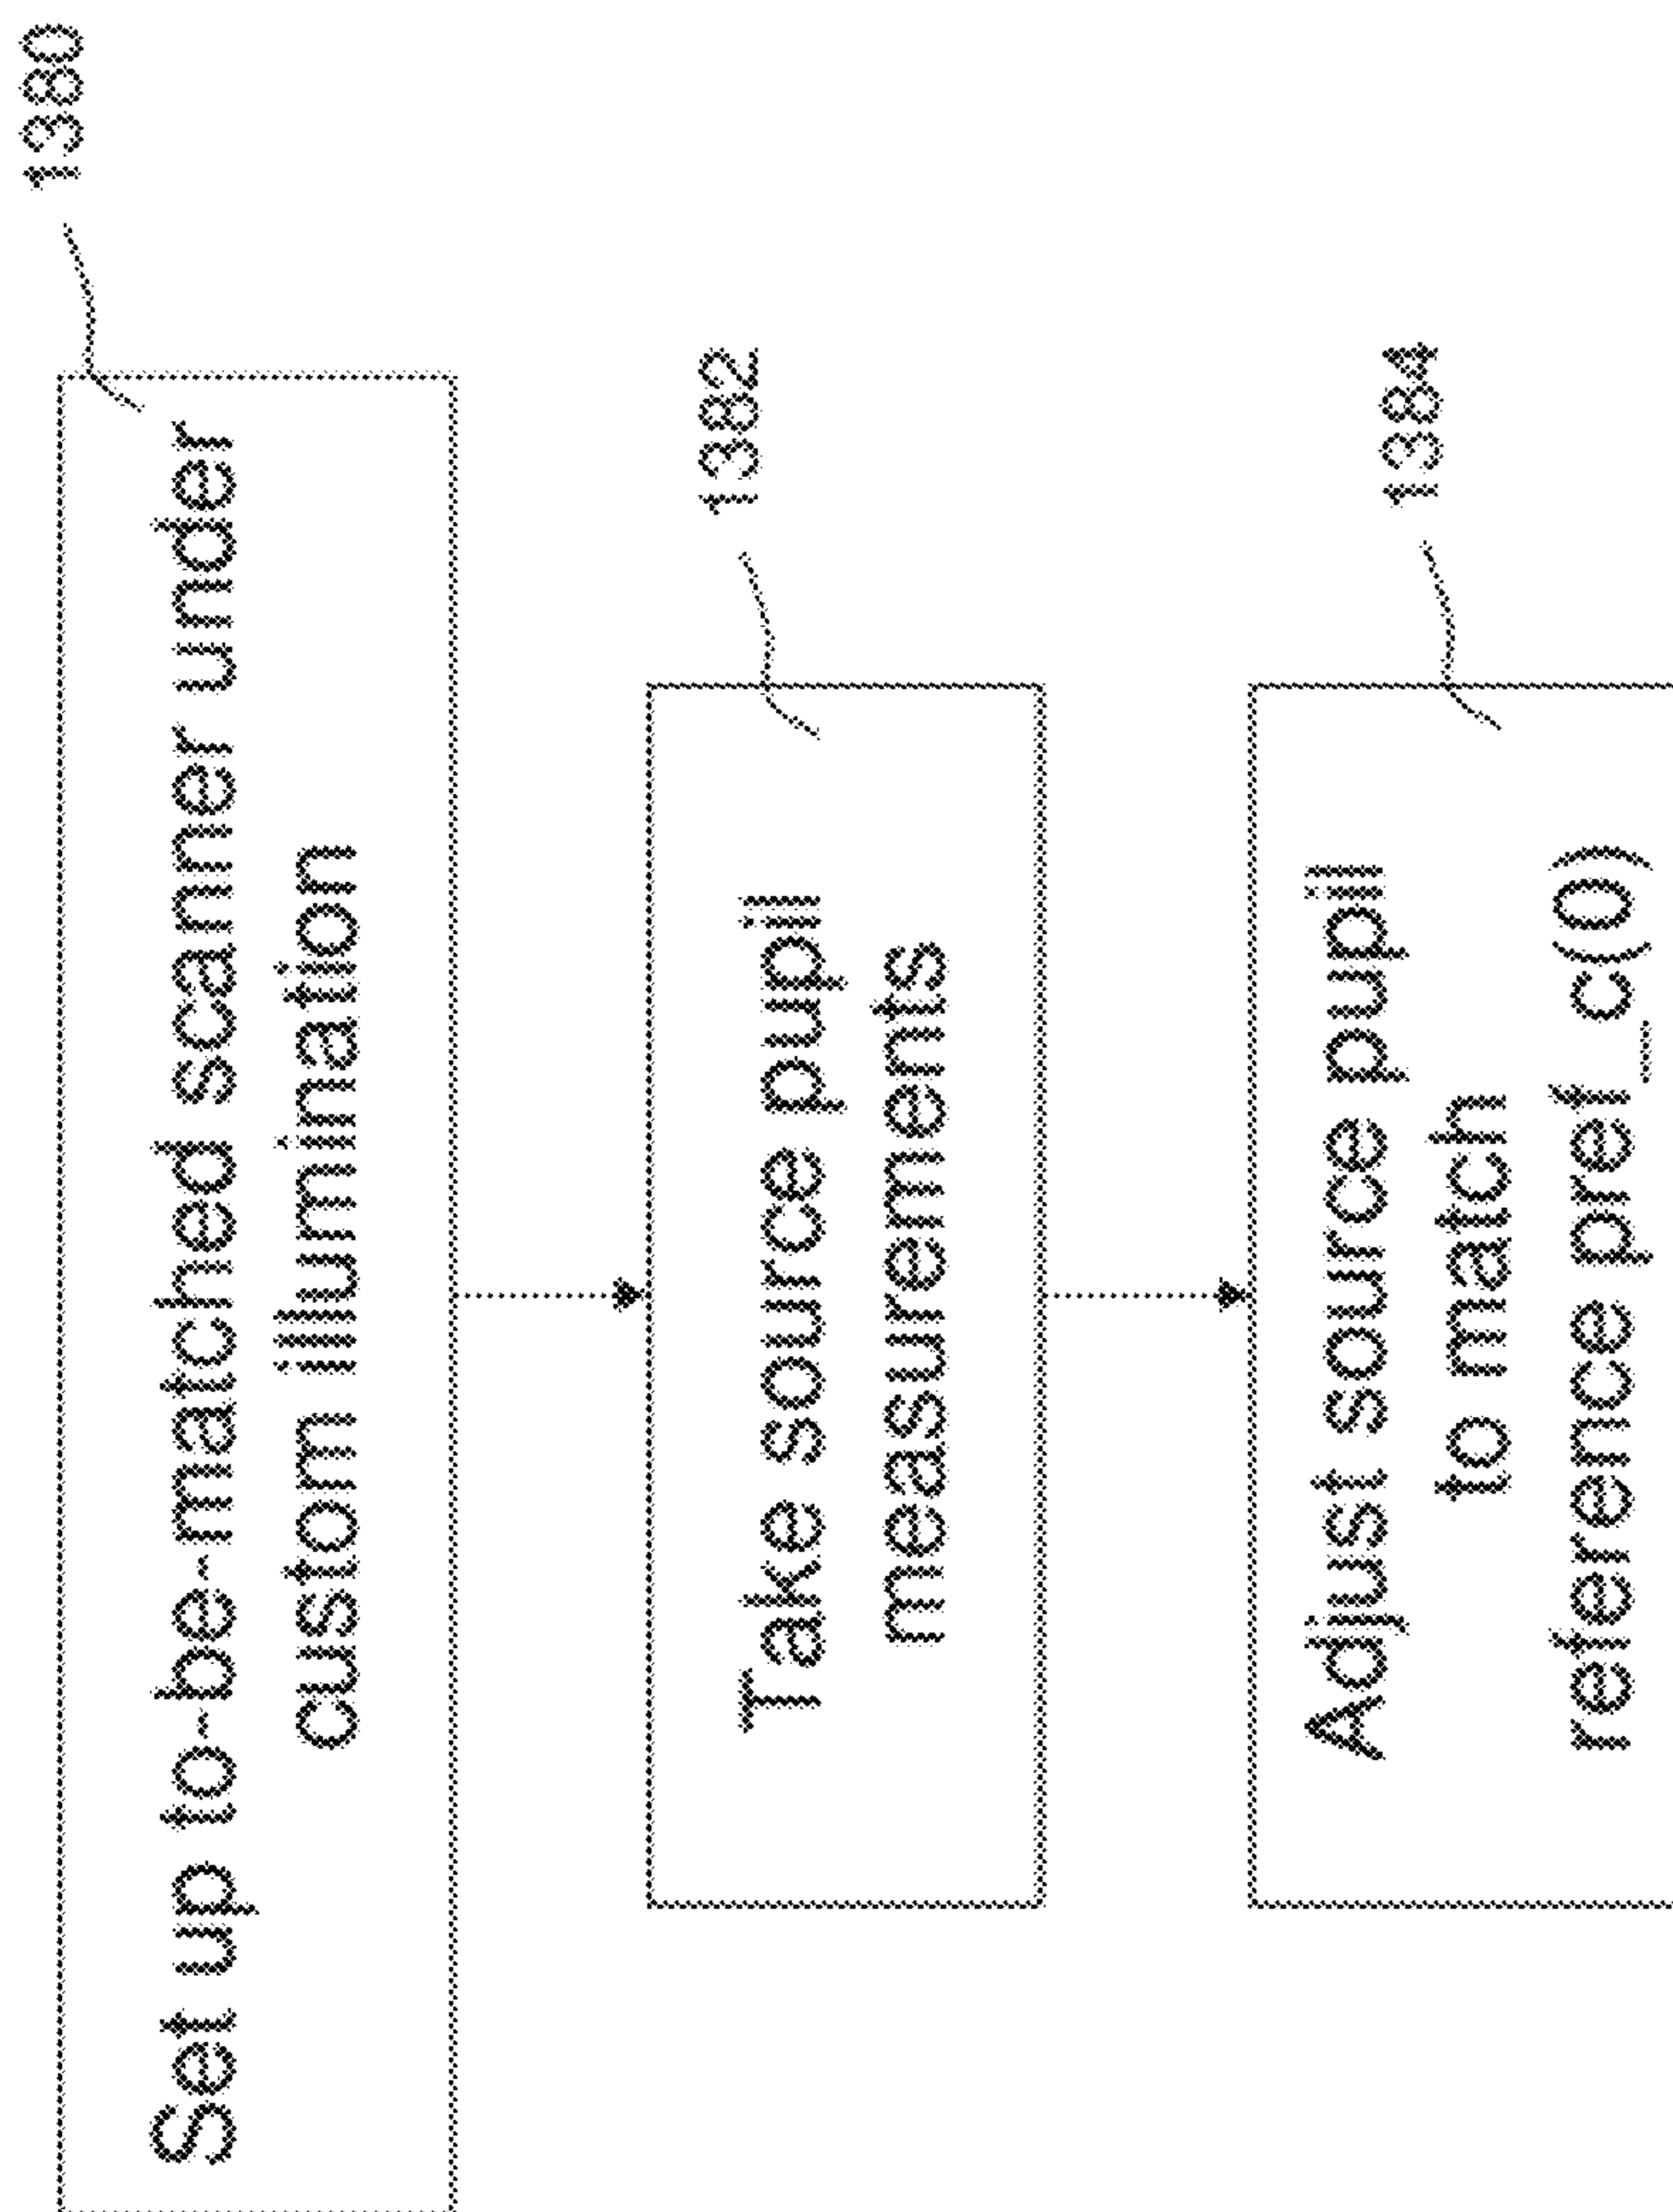 1380
Set up to-be-matched scanner under
custom illumination
1382
Take source pupil
measurements
1384
Adjust source pupil
to match
reference pref_c(0)